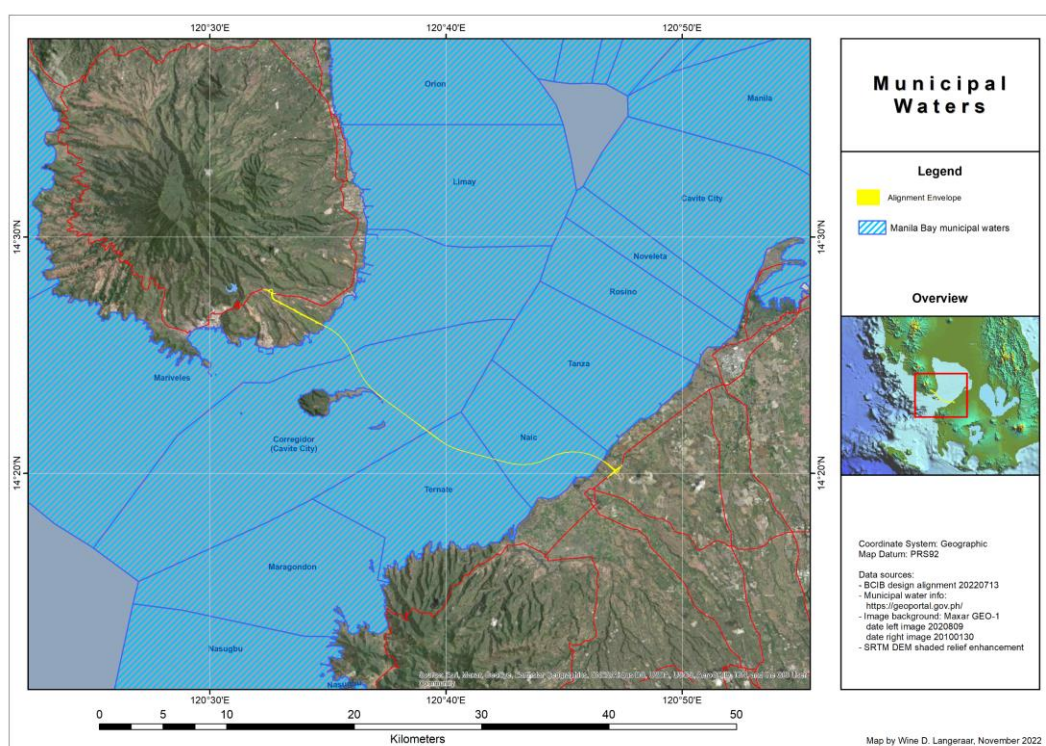 120°30'E
120°40'E
120°50'E
Municipal
Waters
Legend
Alignment Envelope
Manila Bay municipal waters
Overview
Coordinate System: Geographic
Map Datum: PRS92
Data sources:
- BCIB design alignment 20220713
- Municipal water info:
https://geoportal.gov.ph/
- Image background: Maxar GEO-1
date left image 2020809
date right image 20100130
- SRTM DEM shaded relief enhancement
Orion
Manila
Limay
Cavite City
14°30'N
14°30'N
Noveleta
Rosino
Tanza
Mariveles
Corregidor
(Cavite City)
Naic
14°20'N
14°20'N
Ternate
Maragondon
Nasugbu
120°30'E
120°40'E
120°50'E
0
5
10
20
30
40
50
Kilometers
Map by Wine D. Langeraar, November 2022